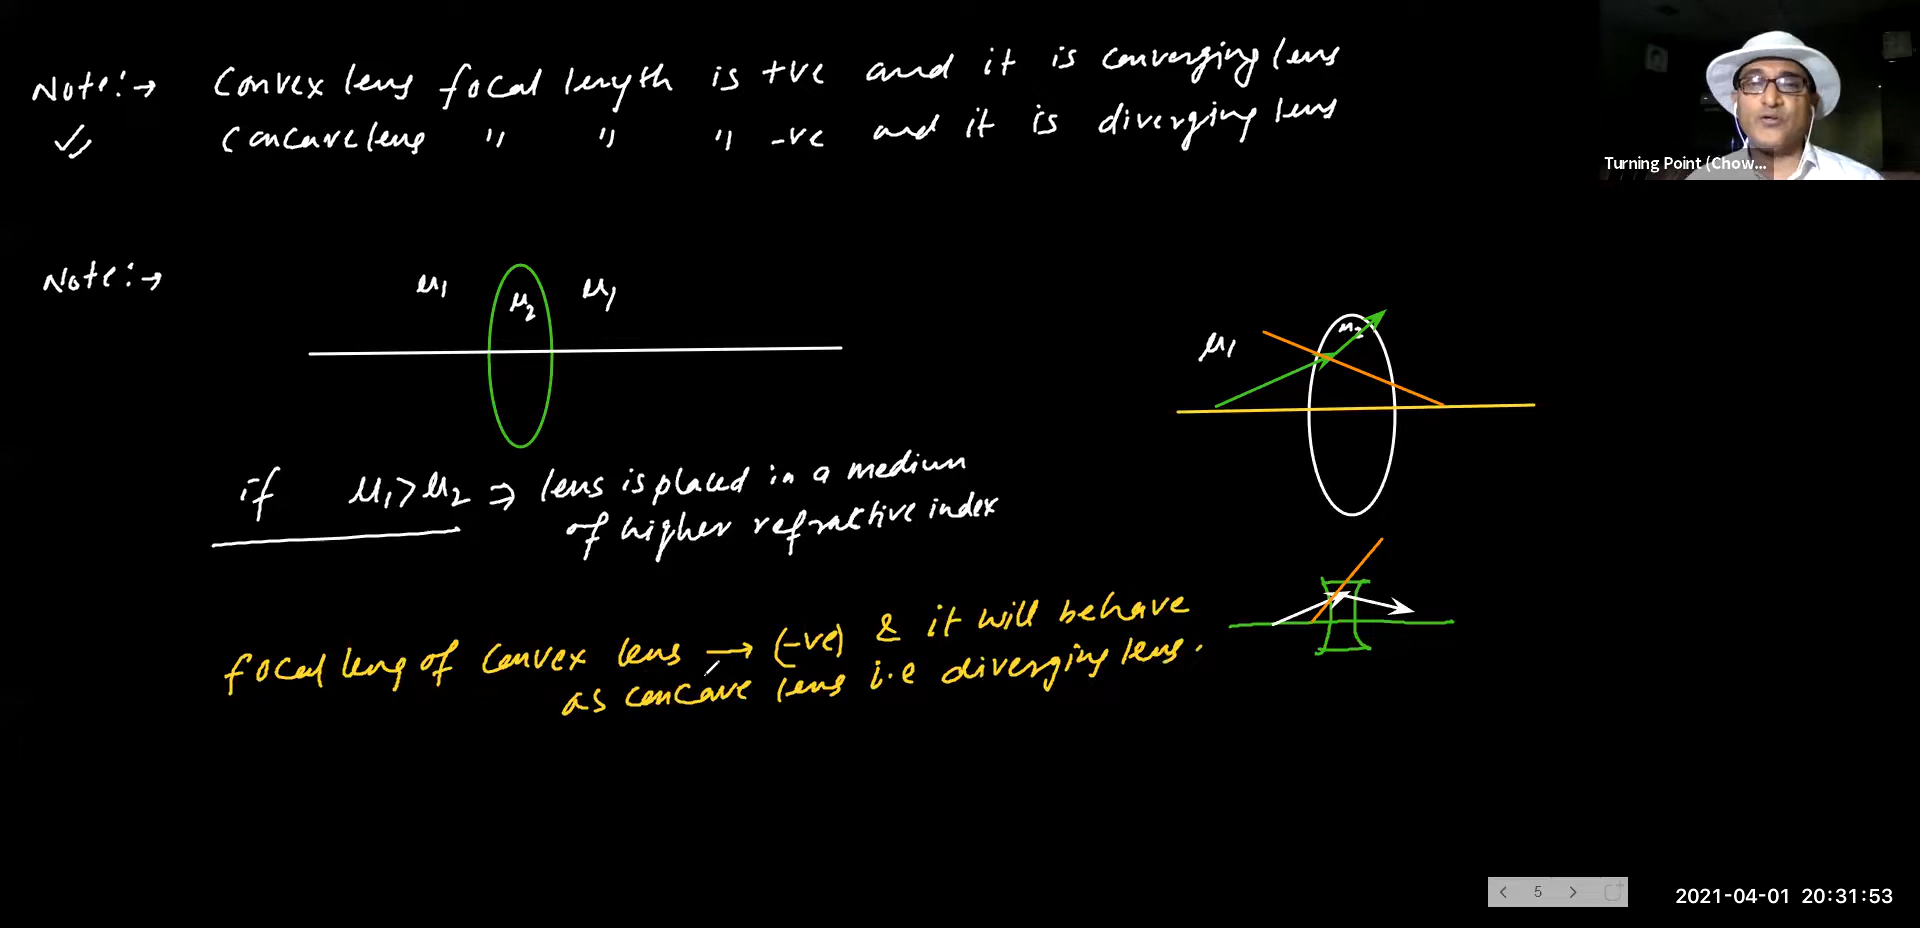 Note:→ Convex lens focal length is +ve and it is converging lens
Concave lens " " " -ve and it is diverging lens
Turning Point (Chow...
Note:→
μ1 μ2 μ1
μ1 μ2
if μ1>μ2 ⇒ lens is placed in a medium
of higher refractive index
focal leng of convex lens → (-ve) & it will behave
as concave lens i.e diverging lens.
< 5 >
2021-04-01 20:31:53